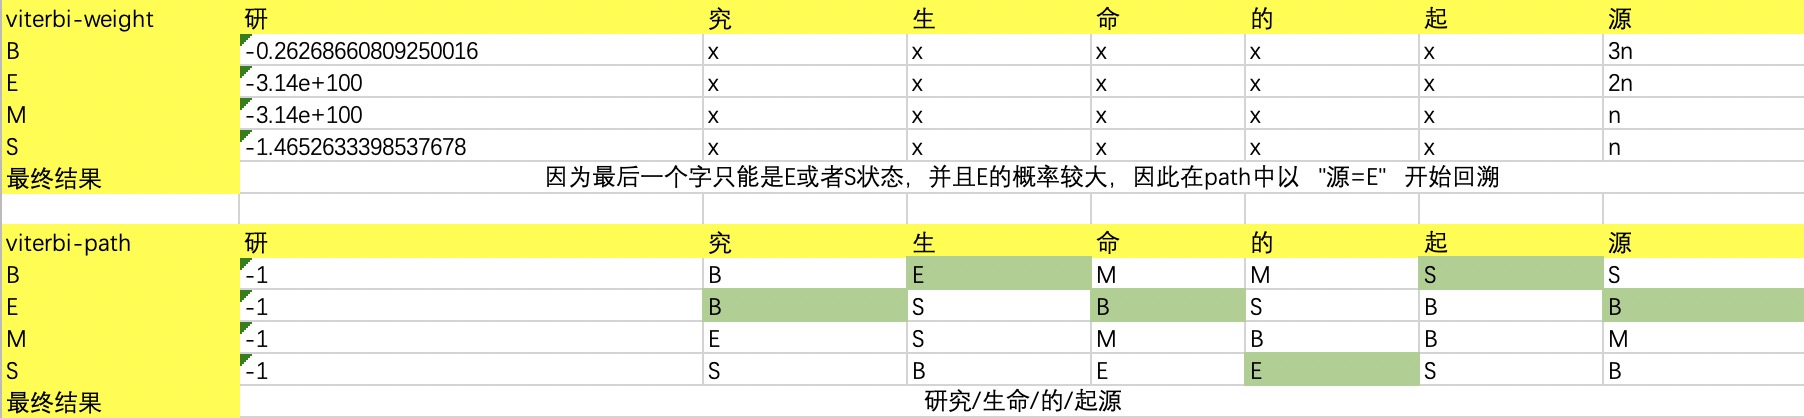 viterbi-weight 研 究 生 命 的 起 源
B -0.26268660809250016 x x x x x 3n
E -3.14e+100 x x x x x 2n
M -3.14e+100 x x x x x n
S -1.4652633398537678 x x x x x n
最终结果 因为最后一个字只能是E或者S状态，并且E的概率较大，因此在path中以 "源=E" 开始回溯
viterbi-path 研 究 生 命 的 起 源
B -1 B E M M S S
E -1 B S B S B B
M -1 E S M B B M
S -1 S B E E S B
最终结果 研究/生命/的/起源